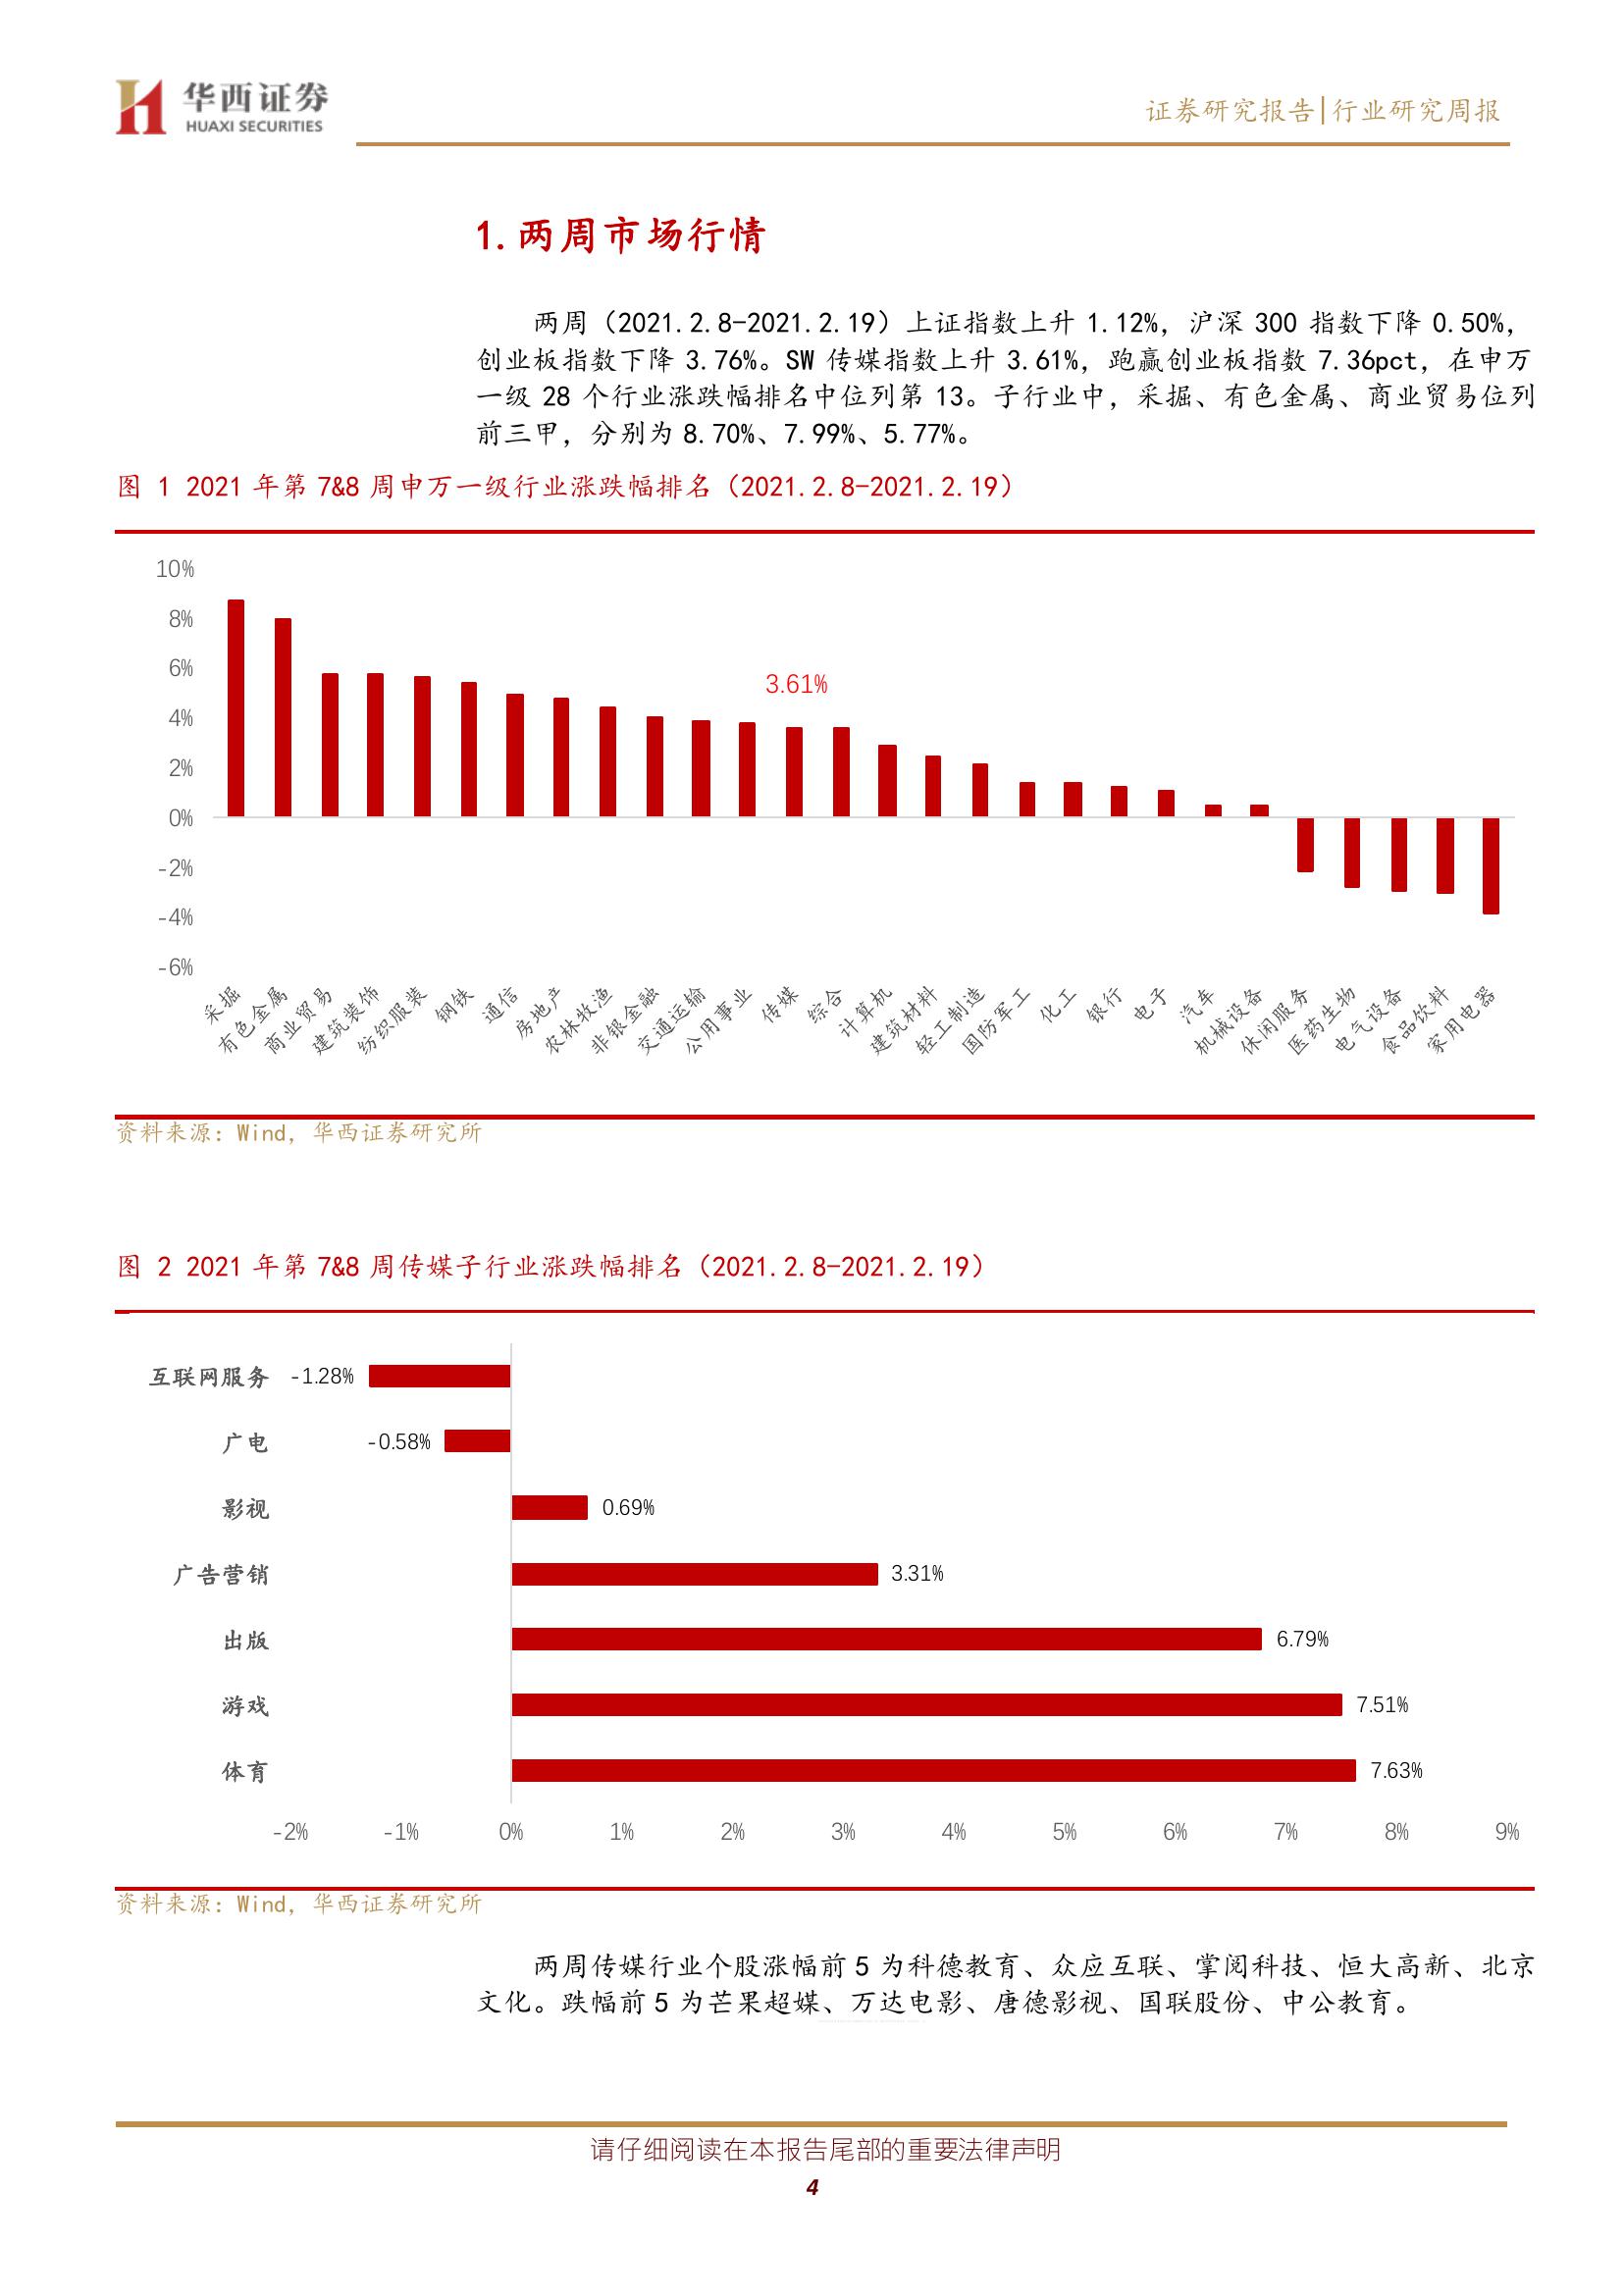 华西证券
HUAXI SECURITIES
证券研究报告|行业研究周报
1. 两周市场行情
两周（2021.2.8-2021.2.19）上证指数上升 1.12%，沪深 300 指数下降 0.50%，
创业板指数下降 3.76%。SW 传媒指数上升 3.61%，跑赢创业板指数 7.36pct，在申万
一级 28 个行业涨跌幅排名中位列第 13。子行业中，采掘、有色金属、商业贸易位列
前三甲，分别为 8.70%、7.99%、5.77%。
图 1 2021 年第 7&8 周申万一级行业涨跌幅排名（2021.2.8-2021.2.19）
10%
8%
6%
3.61%
4%
2%
0%
-2%
-4%
-6%
采掘
有色金属
商业贸易
建筑装饰
纺织服装
钢铁
通信
房地产
农林牧渔
非银金融
交通运输
公用事业
传媒
综合
计算机
建筑材料
轻工制造
国防军工
化工
银行
电子
汽车
机械设备
休闲服务
医药生物
电气设备
食品饮料
家用电器
资料来源：Wind，华西证券研究所
图 2 2021 年第 7&8 周传媒子行业涨跌幅排名（2021.2.8-2021.2.19）
互联网服务 -1.28%
广电 -0.58%
影视 0.69%
广告营销 3.31%
出版 6.79%
游戏 7.51%
体育 7.63%
-2% -1% 0% 1% 2% 3% 4% 5% 6% 7% 8% 9%
资料来源：Wind，华西证券研究所
两周传媒行业个股涨幅前 5 为科德教育、众应互联、掌阅科技、恒大高新、北京
文化。跌幅前 5 为芒果超媒、万达电影、唐德影视、国联股份、中公教育。
请仔细阅读在本报告尾部的重要法律声明
4